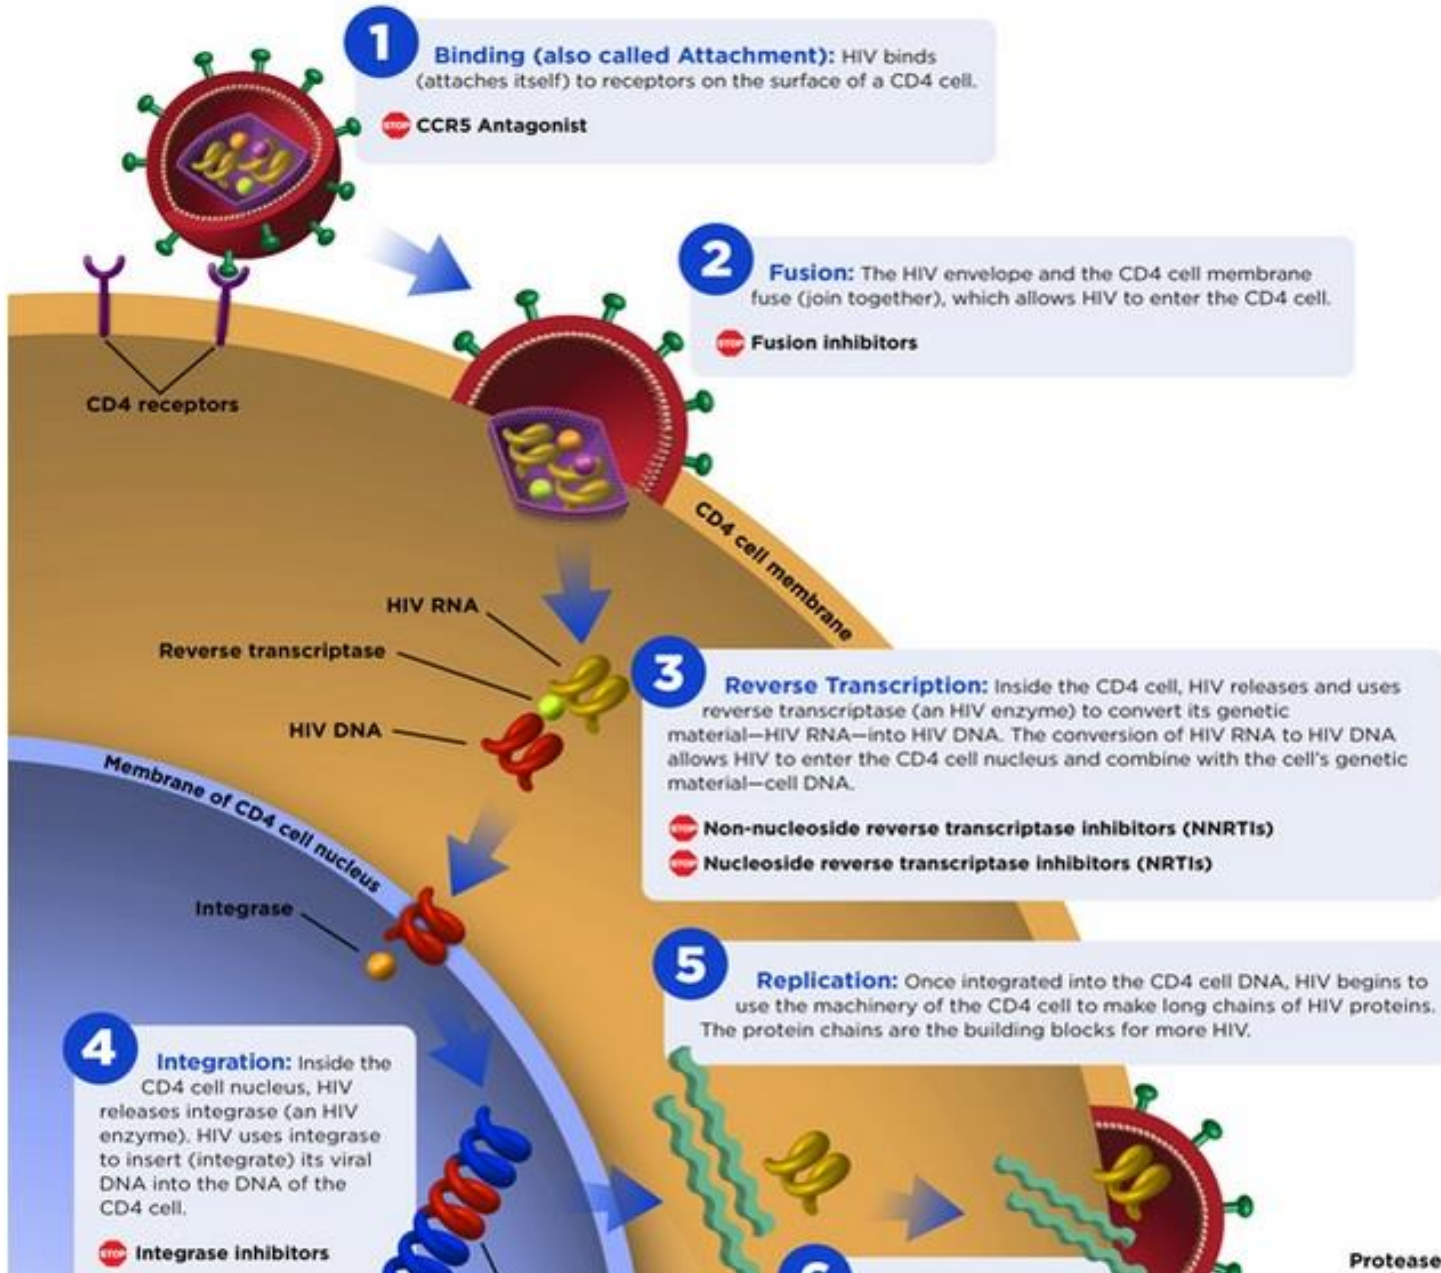 1
Binding (also called Attachment): HIV binds
(attaches itself) to receptors on the surface of a CD4 cell.
STOP CCR5 Antagonist
2
Fusion: The HIV envelope and the CD4 cell membrane
fuse (join together), which allows HIV to enter the CD4 cell.
STOP Fusion inhibitors
CD4 receptors
CD4 cell membrane
HIV RNA
Reverse transcriptase
HIV DNA
3
Reverse Transcription: Inside the CD4 cell, HIV releases and uses
reverse transcriptase (an HIV enzyme) to convert its genetic
material—HIV RNA—into HIV DNA. The conversion of HIV RNA to HIV DNA
allows HIV to enter the CD4 cell nucleus and combine with the cell's genetic
material—cell DNA.
STOP Non-nucleoside reverse transcriptase inhibitors (NNRTIs)
STOP Nucleoside reverse transcriptase inhibitors (NRTIs)
Membrane of CD4 cell nucleus
Integrase
4
Integration: Inside the
CD4 cell nucleus, HIV
releases integrase (an HIV
enzyme). HIV uses integrase
to insert (integrate) its viral
DNA into the DNA of the
CD4 cell.
STOP Integrase inhibitors
5
Replication: Once integrated into the CD4 cell DNA, HIV begins to
use the machinery of the CD4 cell to make long chains of HIV proteins.
The protein chains are the building blocks for more HIV.
Protease